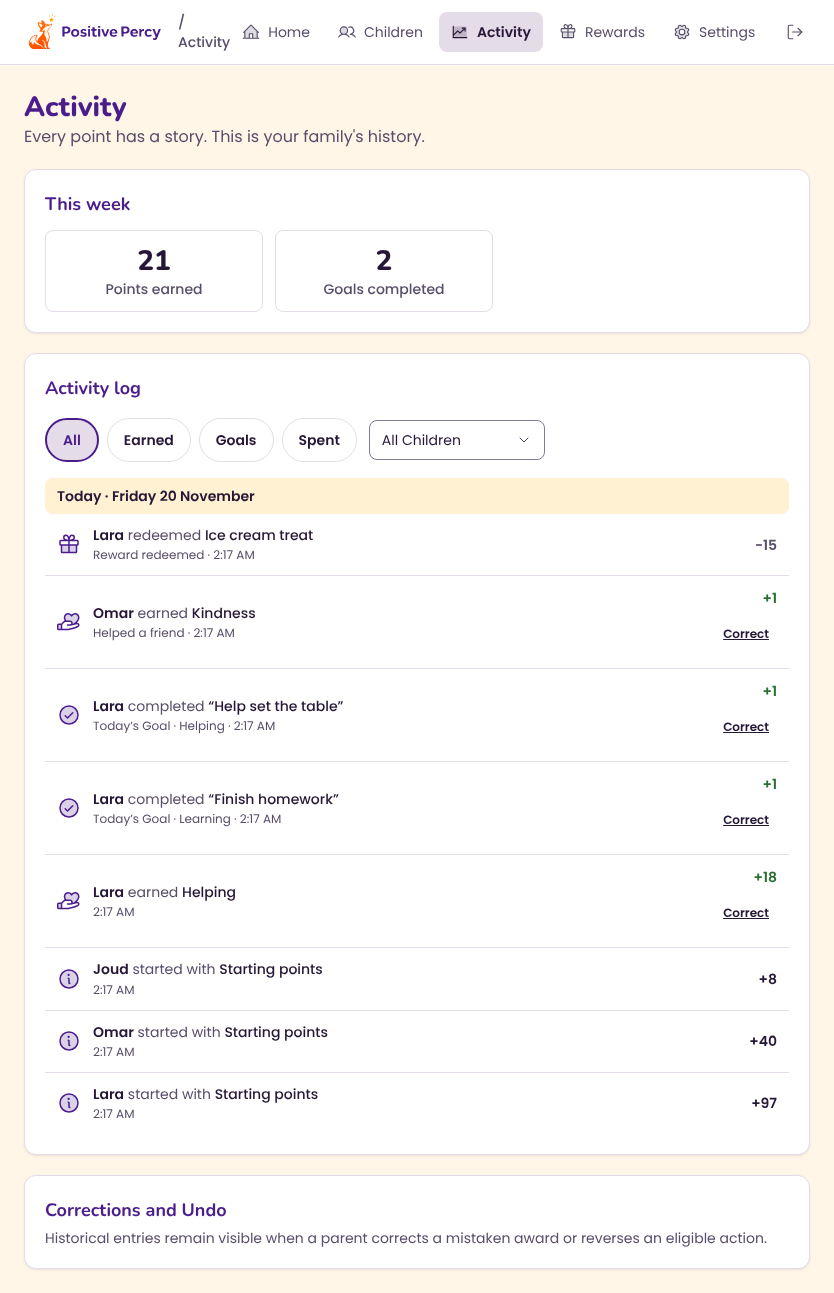 Positive Percy
/
Activity
Home
Children
Activity
Rewards
Settings
Activity
Every point has a story. This is your family's history.
This week
21
Points earned
2
Goals completed
Activity log
All
Earned
Goals
Spent
All Children
Today · Friday 20 November
Lara redeemed Ice cream treat
Reward redeemed · 2:17 AM
-15
Omar earned Kindness
Helped a friend · 2:17 AM
+1
Correct
Lara completed “Help set the table”
Today’s Goal · Helping · 2:17 AM
+1
Correct
Lara completed “Finish homework”
Today’s Goal · Learning · 2:17 AM
+1
Correct
Lara earned Helping
2:17 AM
+18
Correct
Joud started with Starting points
2:17 AM
+8
Omar started with Starting points
2:17 AM
+40
Lara started with Starting points
2:17 AM
+97
Corrections and Undo
Historical entries remain visible when a parent corrects a mistaken award or reverses an eligible action.